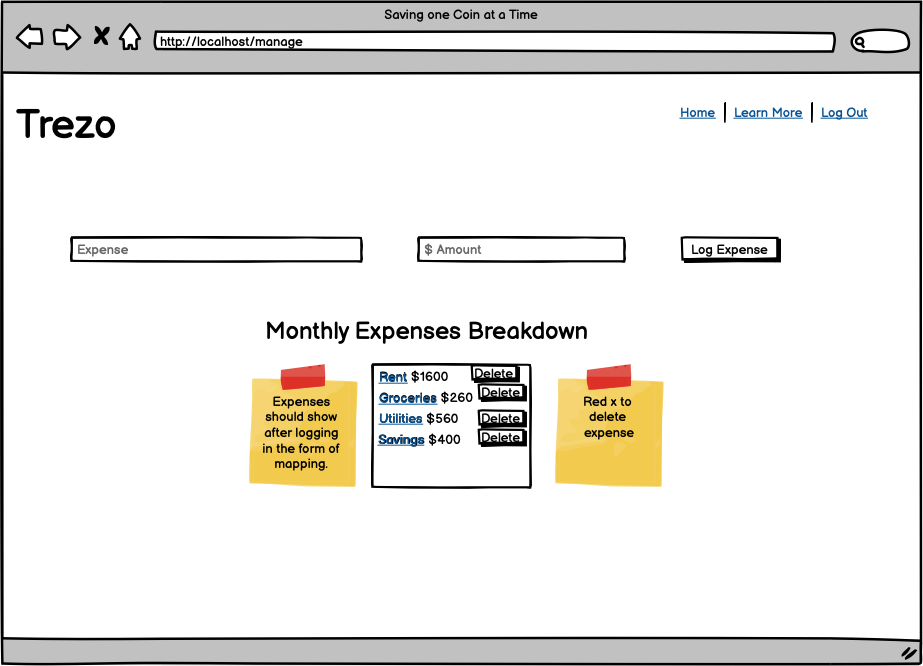 Saving one Coin at a Time
http://localhost/manage
Trezo
Home Learn More Log Out
Expense
$ Amount
Log Expense
Monthly Expenses Breakdown
Expenses
should show
after logging
in the form of
mapping.
Rent $1600 Delete
Groceries $260 Delete
Utilities $560 Delete
Savings $400 Delete
Red x to
delete
expense